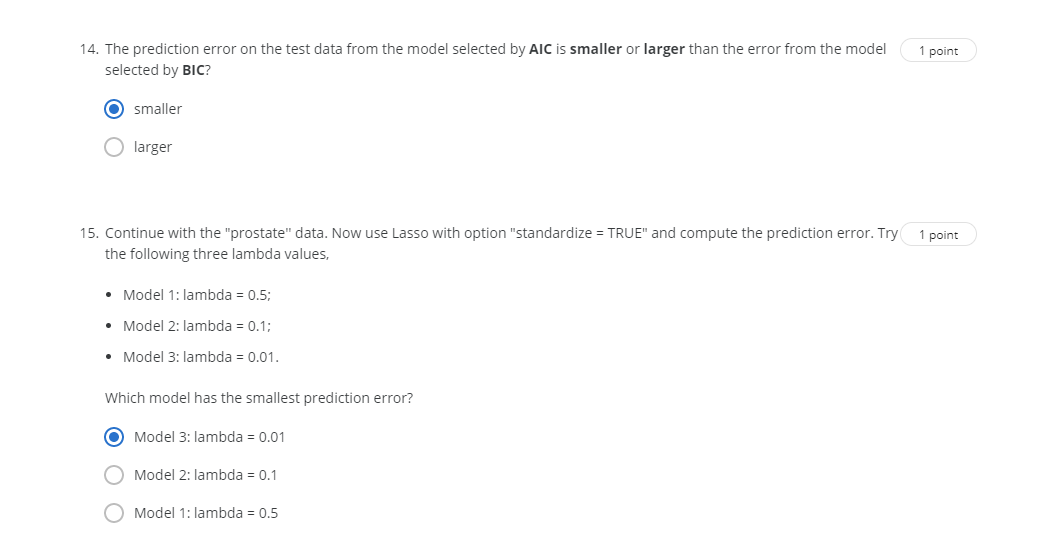 14. The prediction error on the test data from the model selected by AIC is smaller or larger than the error from the model
1 point
selected by BIC?
smaller
larger
15. Continue with the "prostate" data. Now use Lasso with option "standardize = TRUE" and compute the prediction error. Try
1 point
the following three lambda values,
• Model 1: lambda = 0.5;
• Model 2: lambda = 0.1;
• Model 3: lambda = 0.01.
Which model has the smallest prediction error?
Model 3: lambda = 0.01
Model 2: lambda = 0.1
Model 1: lambda = 0.5